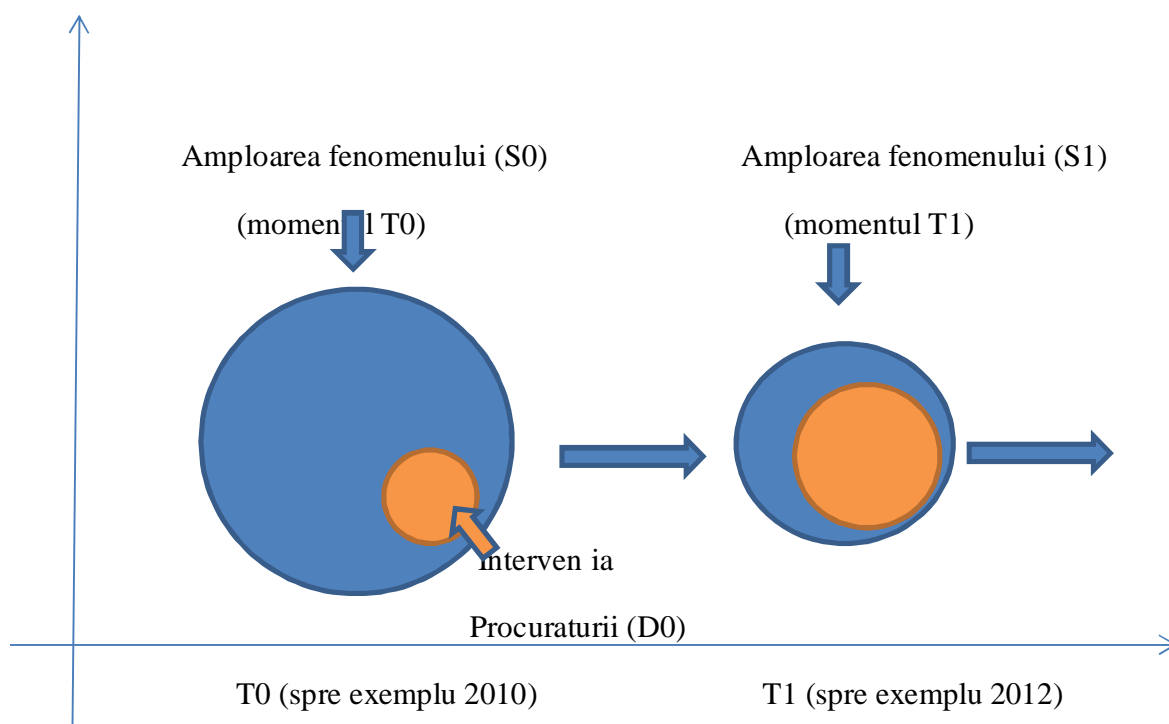 Amploarea fenomenului (S0)
(momentul T0)
Amploarea fenomenului (S1)
(momentul T1)
Interven ia
Procuraturii (D0)
T0 (spre exemplu 2010)
T1 (spre exemplu 2012)